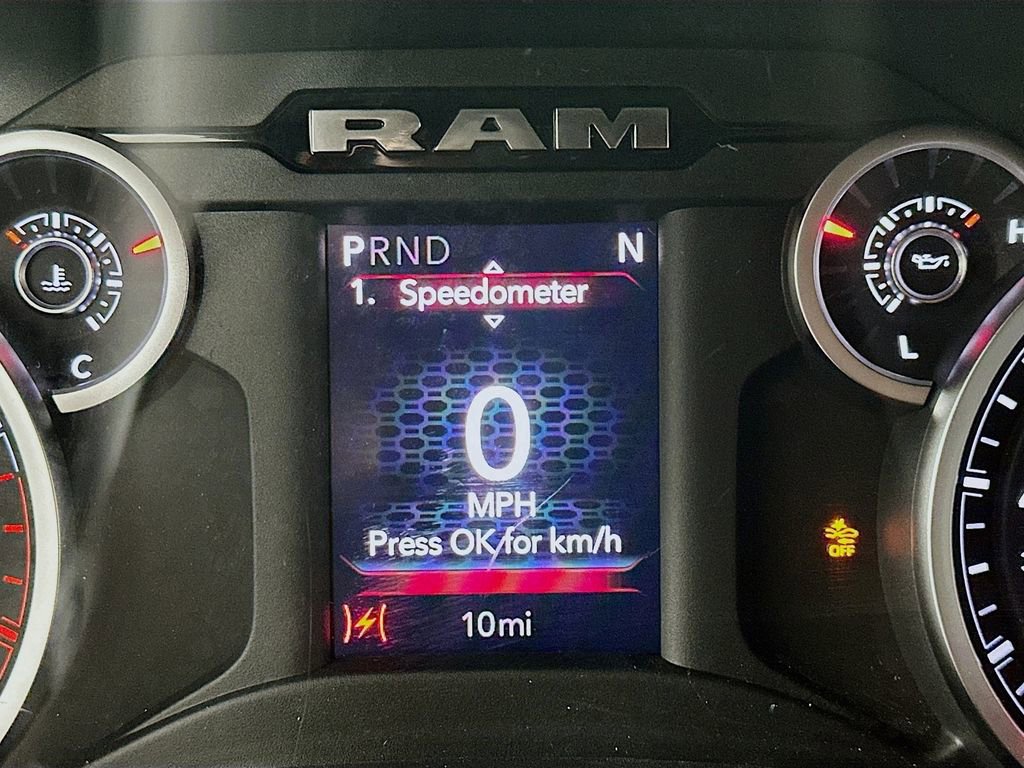 RAM
PRND N
1. Speedometer
H
C
L
0
MPH
Press OK for km/h
OFF
10mi